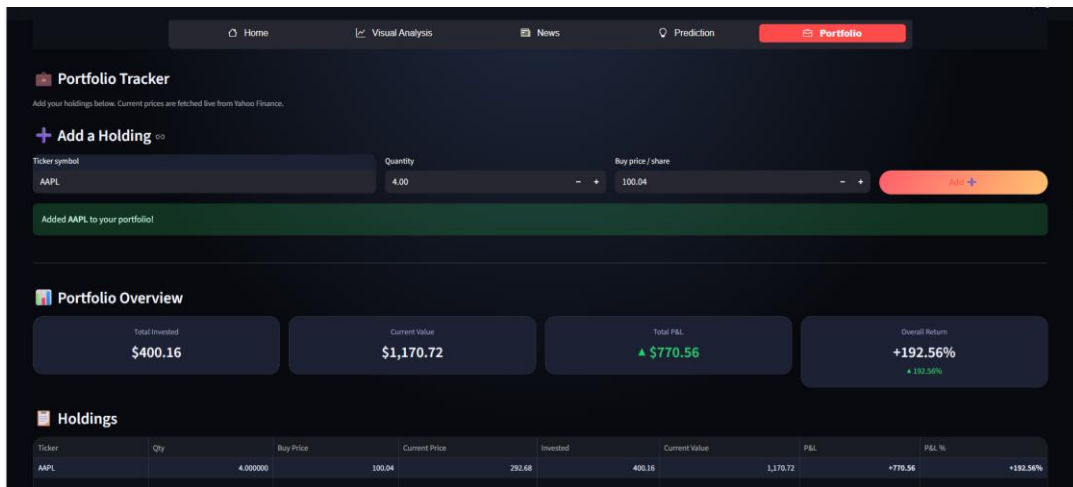 Home Visual Analysis News Prediction Portfolio
Portfolio Tracker
Add your holdings below. Current prices are fetched live from Yahoo Finance.
Add a Holding
Ticker symbol Quantity Buy price / share
AAPL 4.00 - + 100.04 - + Add
Added AAPL to your portfolio!
Portfolio Overview
Total Invested Current Value Total P&L Overall Return
$400.16 $1,170.72 ▲ $770.56 +192.56%
▲ 192.56%
Holdings
Ticker Qty Buy Price Current Price Invested Current Value P&L P&L %
AAPL 4.000000 100.04 292.68 400.16 1,170.72 +770.56 +192.56%